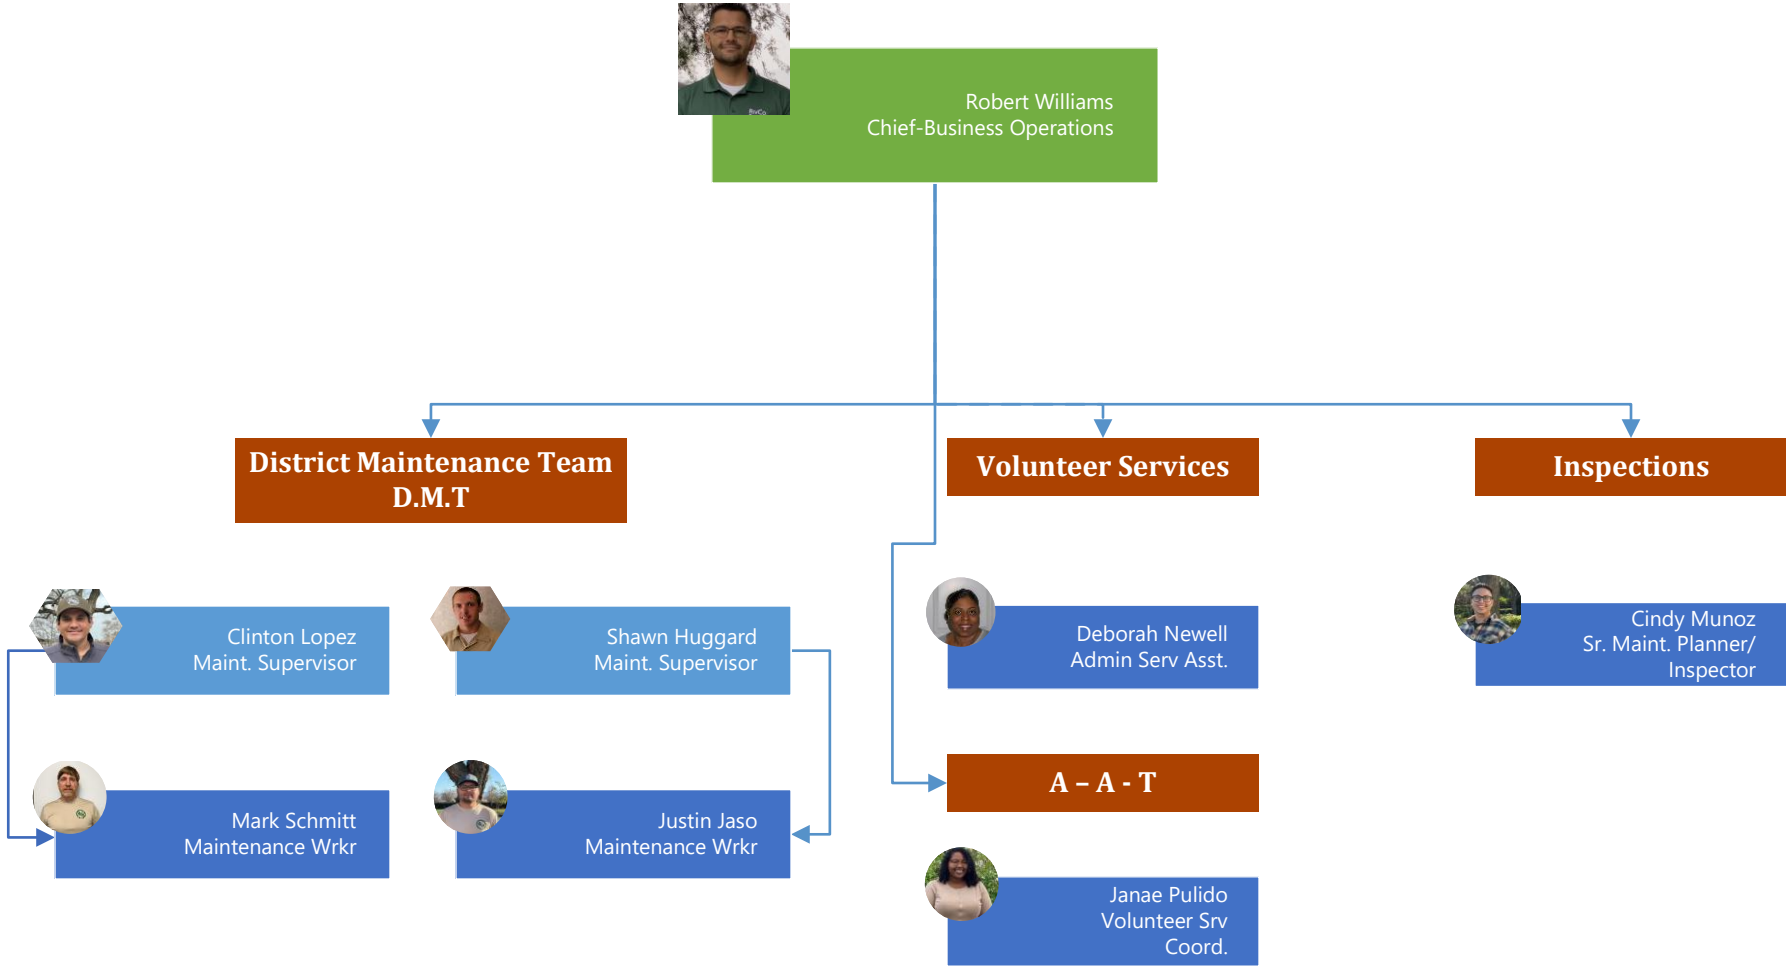 Robert Williams
Chief-Business Operations
District Maintenance Team
D.M.T
Volunteer Services
Inspections
Clinton Lopez
Maint. Supervisor
Shawn Huggard
Maint. Supervisor
Deborah Newell
Admin Serv Asst.
Cindy Munoz
Sr. Maint. Planner/
Inspector
A – A - T
Mark Schmitt
Maintenance Wrkr
Justin Jaso
Maintenance Wrkr
Janae Pulido
Volunteer Srv
Coord.